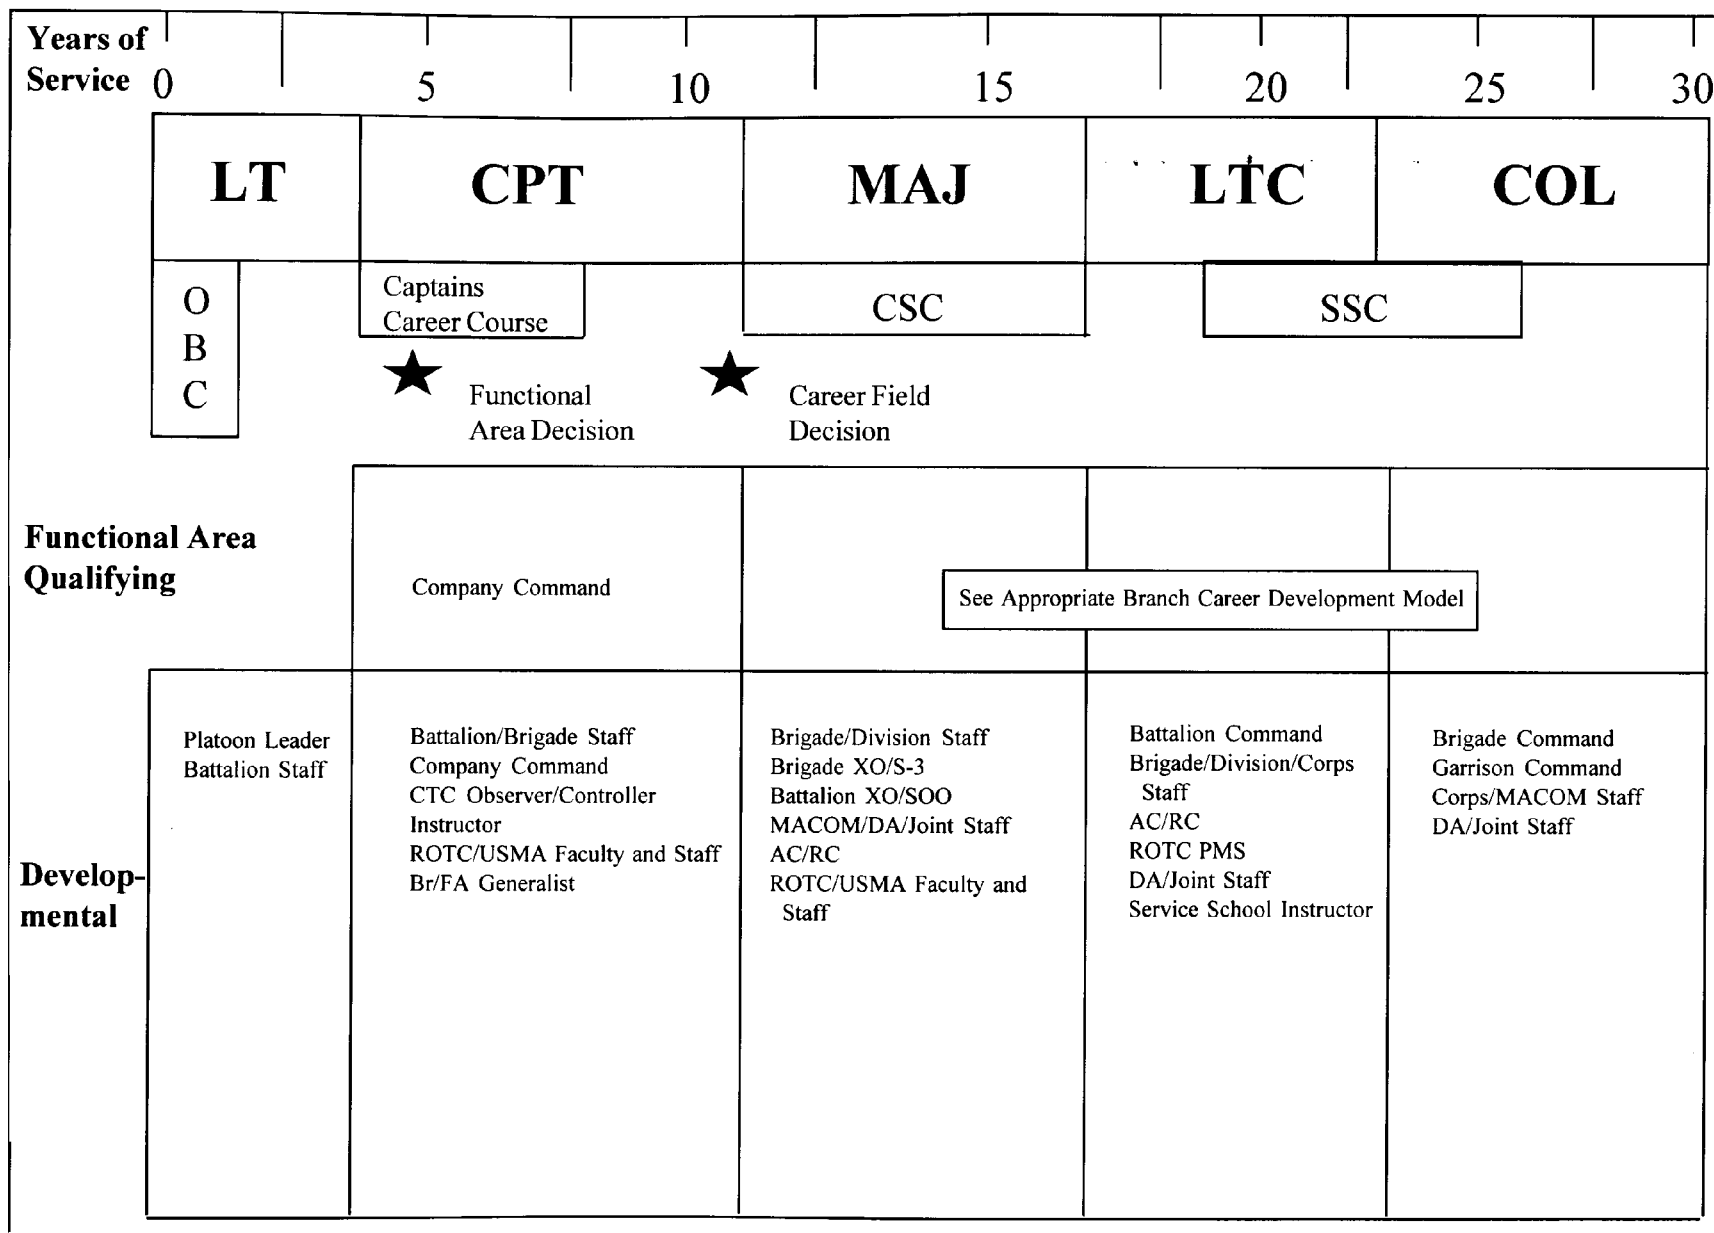 Years of
Service 0 5 10 15 20 25 30
LT CPT MAJ LTC COL
O
B
C
Captains
Career Course
CSC
SSC
Functional
Area Decision
Career Field
Decision
Functional Area
Qualifying
Company Command
See Appropriate Branch Career Development Model
Develop-
mental
Platoon Leader
Battalion Staff
Battalion/Brigade Staff
Company Command
CTC Observer/Controller
Instructor
ROTC/USMA Faculty and Staff
Br/FA Generalist
Brigade/Division Staff
Brigade XO/S-3
Battalion XO/SOO
MACOM/DA/Joint Staff
AC/RC
ROTC/USMA Faculty and
Staff
Battalion Command
Brigade/Division/Corps
Staff
AC/RC
ROTC PMS
DA/Joint Staff
Service School Instructor
Brigade Command
Garrison Command
Corps/MACOM Staff
DA/Joint Staff